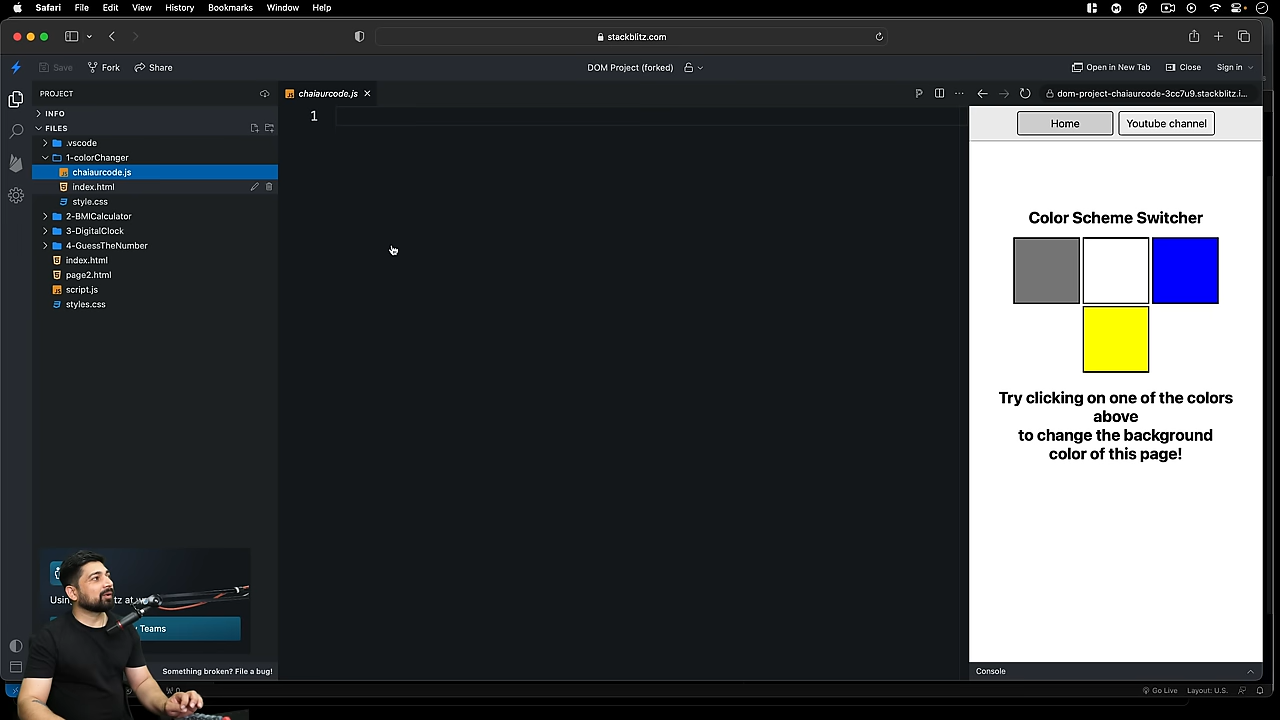 Safari File Edit View History Bookmarks Window Help
stackblitz.com
Save Fork Share
DOM Project (forked)
Open in New Tab Close Sign in
PROJECT
chaiaurcode.js
dom-project-chaiaurcode-3cc7u9.stackblitz.i...
INFO
FILES
.vscode
1-colorChanger
chaiaurcode.js
index.html
style.css
2-BMICalculator
3-DigitalClock
4-GuessTheNumber
index.html
page2.html
script.js
styles.css
1
Home Youtube channel
Color Scheme Switcher
Try clicking on one of the colors
above
to change the background
color of this page!
Teams
Something broken? File a bug!
Console
Go Live Layout: U.S.